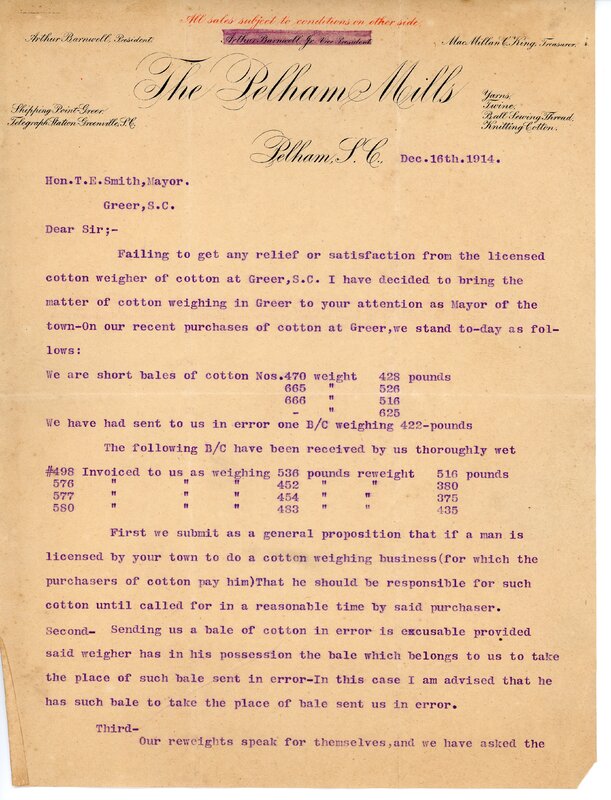 All sales subject to conditions on other side.
Arthur Barnwell, President.
Arthur Barnwell, Jr. Vice President
Mac Millan C. King, Treasurer.
The Pelham Mills
Shipping Point-Greer
Telegraph Station Greenville, S.C.
Yarns,
Twine,
Ball Sewing Thread,
Knitting Cotton.
Pelham, S.C., Dec.16th.1914.
Hon.T.E.Smith,Mayor.
Greer,S.C.
Dear Sir;-
Failing to get any relief or satisfaction from the licensed
cotton weigher of cotton at Greer,S.C. I have decided to bring the
matter of cotton weighing in Greer to your attention as Mayor of the
town-On our recent purchases of cotton at Greer,we stand to-day as fol-
lows:
We are short bales of cotton Nos.470 weight 428 pounds
665 " 526
666 " 516
- " 625
We have had sent to us in error one B/C weighing 422-pounds
The following B/C have been received by us thoroughly wet
#498 Invoiced to us as weighing 536 pounds reweight 516 pounds
576 " " " 452 " " 380
577 " " " 454 " " 375
580 " " " 483 " " 435
First we submit as a general proposition that if a man is
licensed by your town to do a cotton weighing business(for which the
purchasers of cotton pay him)That he should be responsible for such
cotton until called for in a reasonable time by said purchaser.
Second- Sending us a bale of cotton in error is excusable provided
said weigher has in his possession the bale which belongs to us to take
the place of such bale sent in error-In this case I am advised that he
has such bale to take the place of bale sent us in error.
Third-
Our reweights speak for themselves,and we have asked the